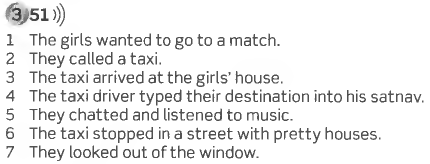 3 51
1 The girls wanted to go to a match.
2 They called a taxi.
3 The taxi arrived at the girls' house.
4 The taxi driver typed their destination into his satnav.
5 They chatted and listened to music.
6 The taxi stopped in a street with pretty houses.
7 They looked out of the window.